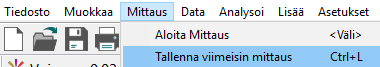 Tiedosto Muokkaa Mittaus Data Analysoi Lisää Asetukset
Aloita Mittaus <Väli>
Tallenna viimeisin mittaus Ctrl+L